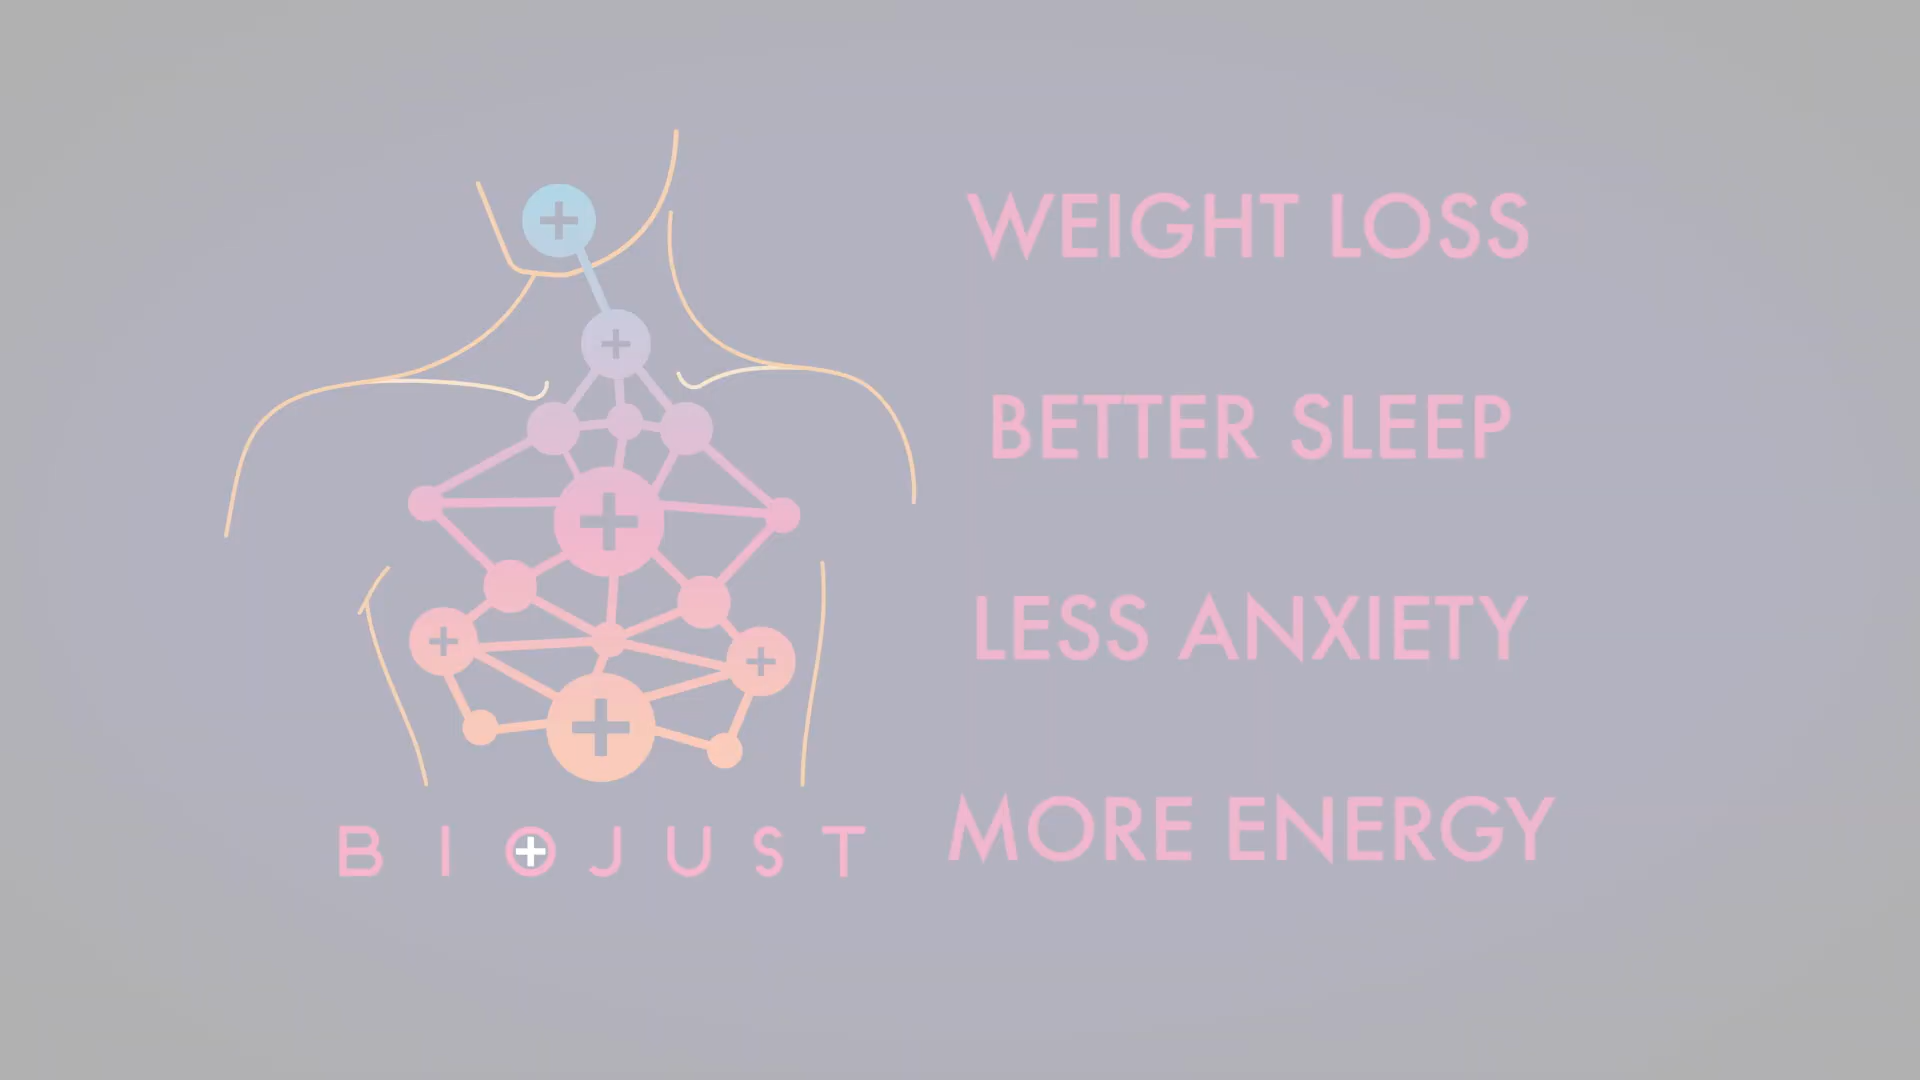 WEIGHT LOSS
BETTER SLEEP
LESS ANXIETY
MORE ENERGY
BIOJUST